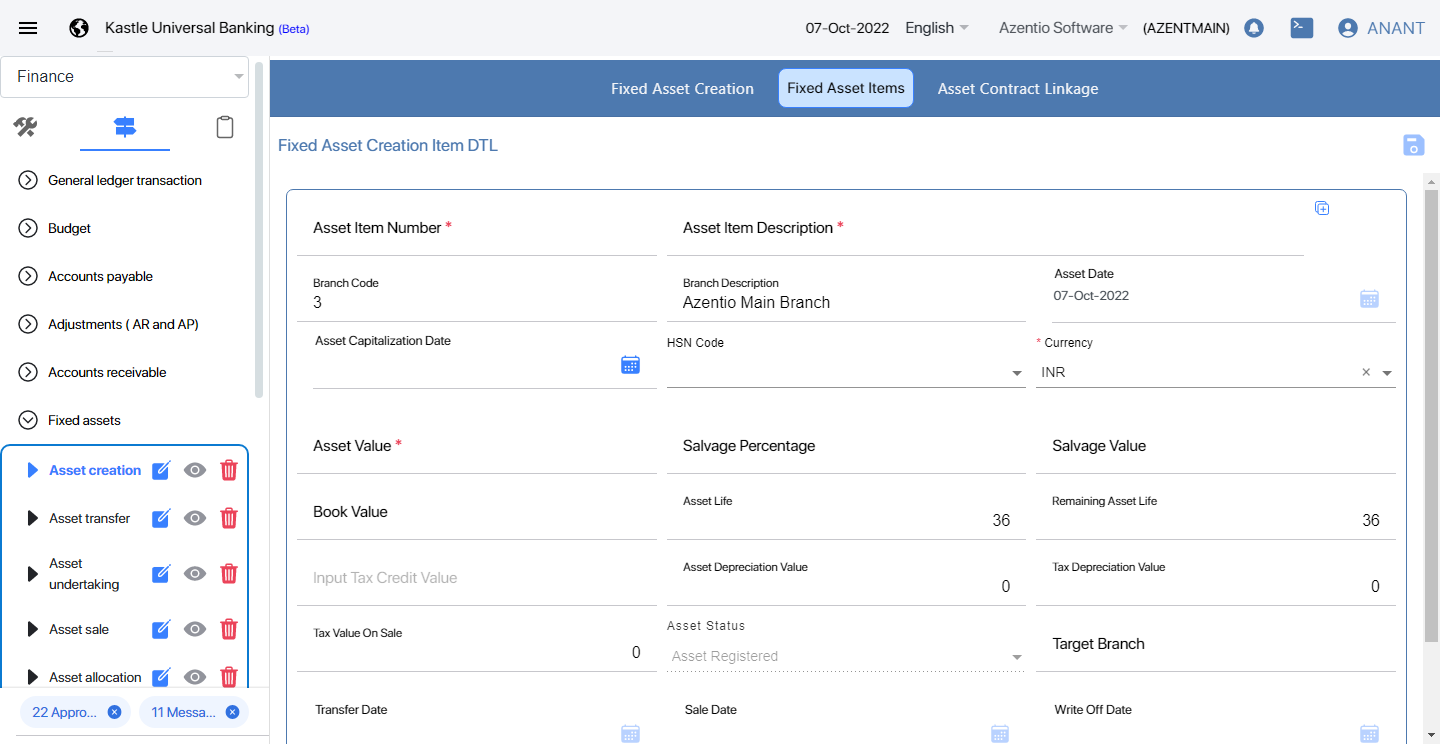 Kastle Universal Banking (Beta)
07-Oct-2022 English Azentio Software (AZENTMAIN) ANANT
Finance
General ledger transaction
Budget
Accounts payable
Adjustments ( AR and AP)
Accounts receivable
Fixed assets
Asset creation
Asset transfer
Asset
undertaking
Asset sale
Asset allocation
22 Appro... 11 Messa...
Fixed Asset Creation Fixed Asset Items Asset Contract Linkage
Fixed Asset Creation Item DTL
Asset Item Number * Asset Item Description *
Branch Code Branch Description Asset Date
3 Azentio Main Branch 07-Oct-2022
Asset Capitalization Date HSN Code * Currency
INR
Asset Value * Salvage Percentage Salvage Value
Book Value Asset Life Remaining Asset Life
36 36
Input Tax Credit Value Asset Depreciation Value Tax Depreciation Value
0 0
Tax Value On Sale Asset Status Target Branch
0 Asset Registered
Transfer Date Sale Date Write Off Date